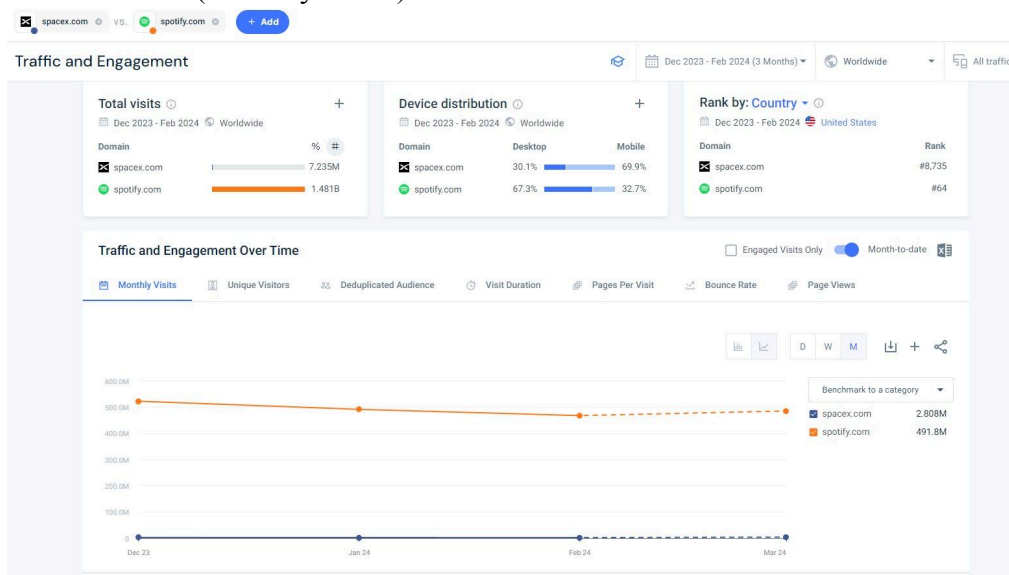 spacex.com vs. spotify.com + Add
Traffic and Engagement Dec 2023 - Feb 2024 (3 Months) Worldwide All traffic
Total visits
Dec 2023 - Feb 2024 Worldwide
Domain % #
spacex.com 7.235M
spotify.com 1.481B
Device distribution
Dec 2023 - Feb 2024 Worldwide
Domain Desktop Mobile
spacex.com 30.1% 69.9%
spotify.com 67.3% 32.7%
Rank by: Country
Dec 2023 - Feb 2024 United States
Domain Rank
spacex.com #8,735
spotify.com #64
Traffic and Engagement Over Time Engaged Visits Only Month-to-date
Monthly Visits Unique Visitors Deduplicated Audience Visit Duration Pages Per Visit Bounce Rate Page Views
D W M
Benchmark to a category
spacex.com 2.808M
spotify.com 491.8M
600.0M
500.0M
400.0M
300.0M
200.0M
100.0M
0
Dec 23 Jan 24 Feb 24 Mar 24